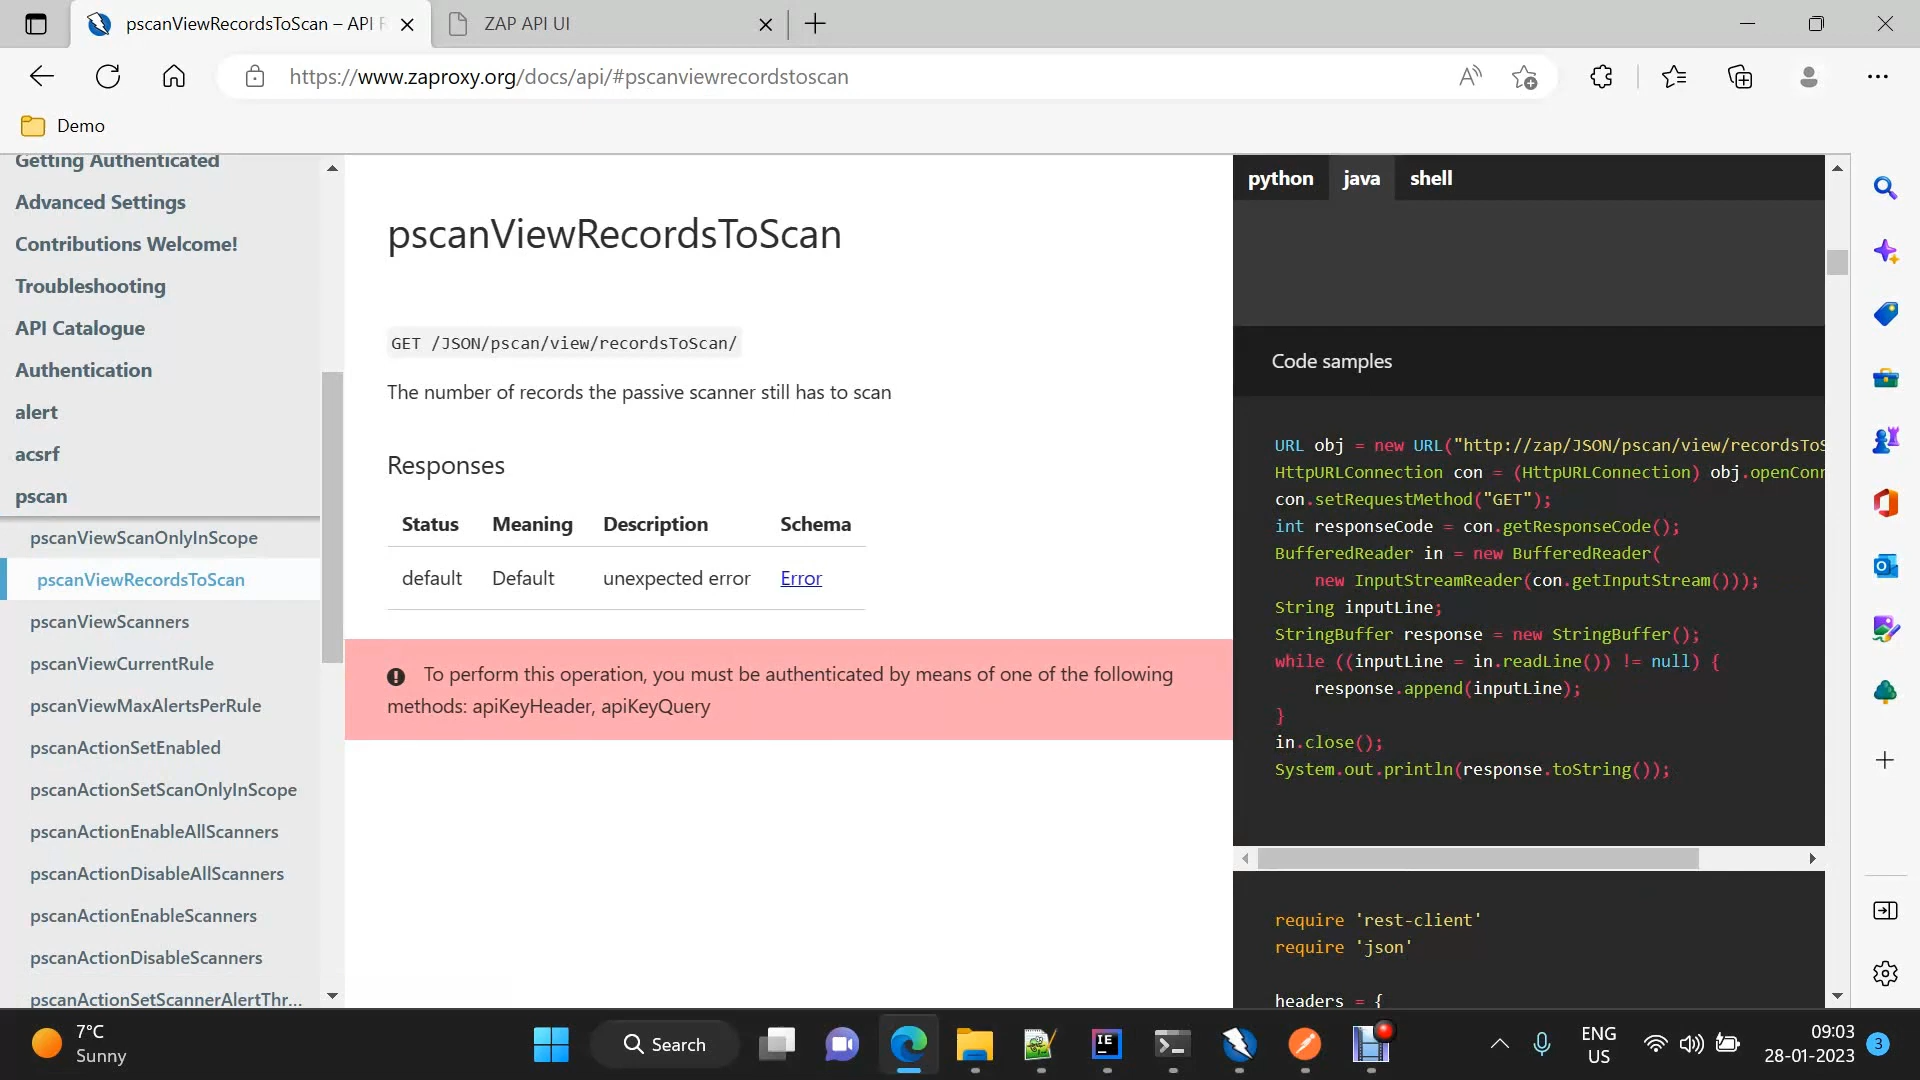 pscanViewRecordsToScan – API R
ZAP API UI
https://www.zaproxy.org/docs/api/#pscanviewrecordstoscan
Demo
Getting Authenticated
Advanced Settings
Contributions Welcome!
Troubleshooting
API Catalogue
Authentication
alert
acsrf
pscan
pscanViewScanOnlyInScope
pscanViewRecordsToScan
pscanViewScanners
pscanViewCurrentRule
pscanViewMaxAlertsPerRule
pscanActionSetEnabled
pscanActionSetScanOnlyInScope
pscanActionEnableAllScanners
pscanActionDisableAllScanners
pscanActionEnableScanners
pscanActionDisableScanners
pscanActionSetScannerAlertThr...
pscanViewRecordsToScan
GET /JSON/pscan/view/recordsToScan/
The number of records the passive scanner still has to scan
Responses
Status Meaning Description Schema
default Default unexpected error Error
To perform this operation, you must be authenticated by means of one of the following
methods: apiKeyHeader, apiKeyQuery
python java shell
Code samples
URL obj = new URL("http://zap/JSON/pscan/view/recordsToS
HttpURLConnection con = (HttpURLConnection) obj.openConn
con.setRequestMethod("GET");
int responseCode = con.getResponseCode();
BufferedReader in = new BufferedReader(
new InputStreamReader(con.getInputStream()));
String inputLine;
StringBuffer response = new StringBuffer();
while ((inputLine = in.readLine()) != null) {
response.append(inputLine);
}
in.close();
System.out.println(response.toString());
require 'rest-client'
require 'json'
headers = {
7°C
Sunny
Search
ENG
US
09:03
28-01-2023
3